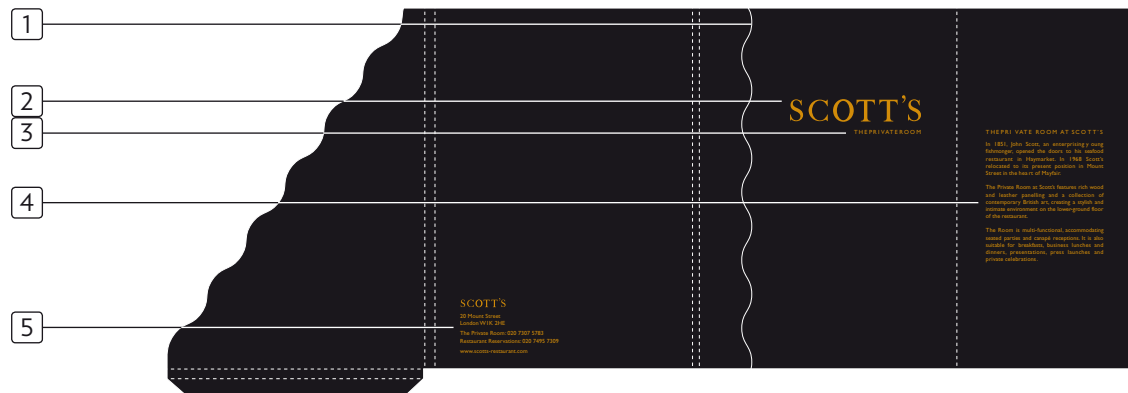 1
2
3
4
5
SCOTT'S
THEPRIVATEROOM
SCOTT'S
20 Mount Street
London W1K 2HE
The Private Room: 020 7307 5783
Restaurant Reservations: 020 7495 7309
www.scotts-restaurant.com
THEPRI VATE ROOM AT SCOTT'S
In 1851, John Scott, an enterprising y oung
fishmonger, opened the doors to his seafood
restaurant in Haymarket. In 1968 Scott's
relocated to its present position in Mount
Street in the hea rt of Mayfair.
The Private Room at Scott's features rich wood
and leather panelling and a collection of
contemporary British art, creating a stylish and
intimate environment on the lower-ground floor
of the restaurant.
The Room is multi-functional, accommodating
seated parties and canapé receptions. It is also
suitable for breakfasts, business lunches and
dinners, presentations, press launches and
private celebrations.